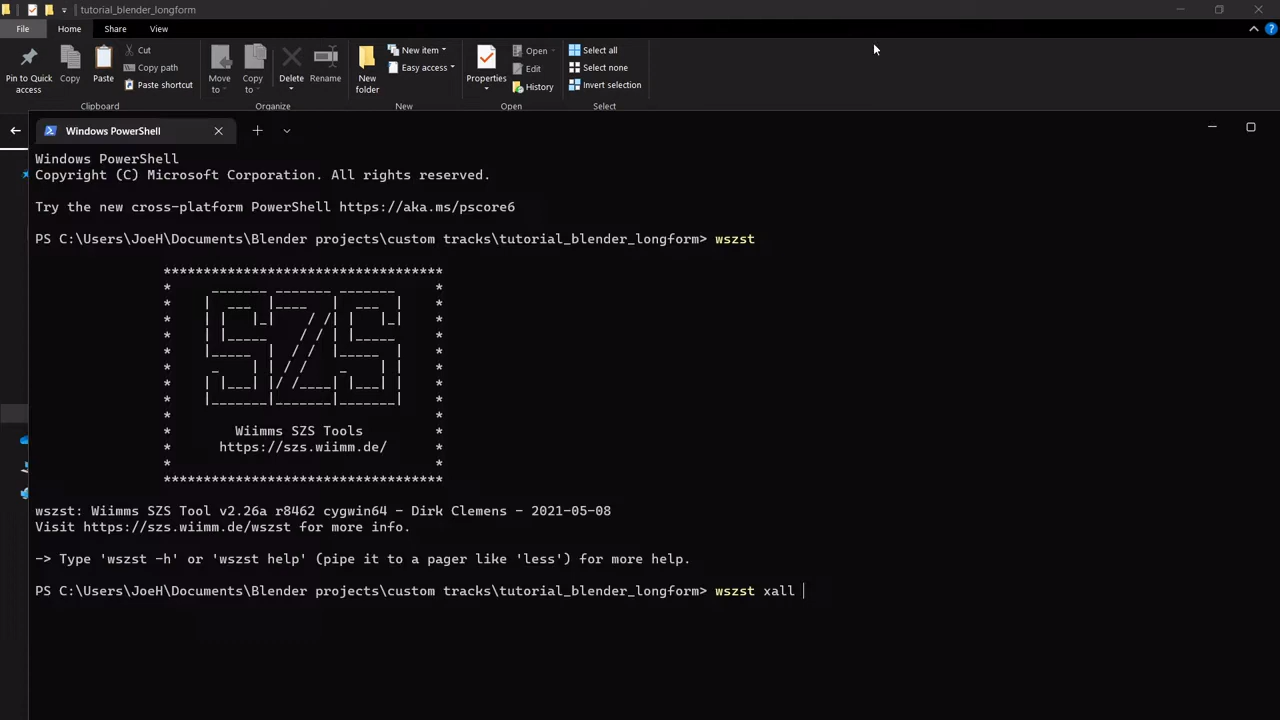 tutorial_blender_longform
File Home Share View
Pin to Quick access
Copy
Paste
Cut
Copy path
Paste shortcut
Clipboard
Move to
Copy to
Delete
Rename
Organize
New folder
New item
Easy access
New
Properties
Open
Edit
History
Open
Select all
Select none
Invert selection
Select
Windows PowerShell
Windows PowerShell
Copyright (C) Microsoft Corporation. All rights reserved.
Try the new cross-platform PowerShell https://aka.ms/pscore6
PS C:\Users\JoeH\Documents\Blender projects\custom tracks\tutorial_blender_longform> wszst
SZS
Wiimms SZS Tools
https://szs.wiimm.de/
wszst: Wiimms SZS Tool v2.26a r8462 cygwin64 - Dirk Clemens - 2021-05-08
Visit https://szs.wiimm.de/wszst for more info.
-> Type 'wszst -h' or 'wszst help' (pipe it to a pager like 'less') for more help.
PS C:\Users\JoeH\Documents\Blender projects\custom tracks\tutorial_blender_longform> wszst xall